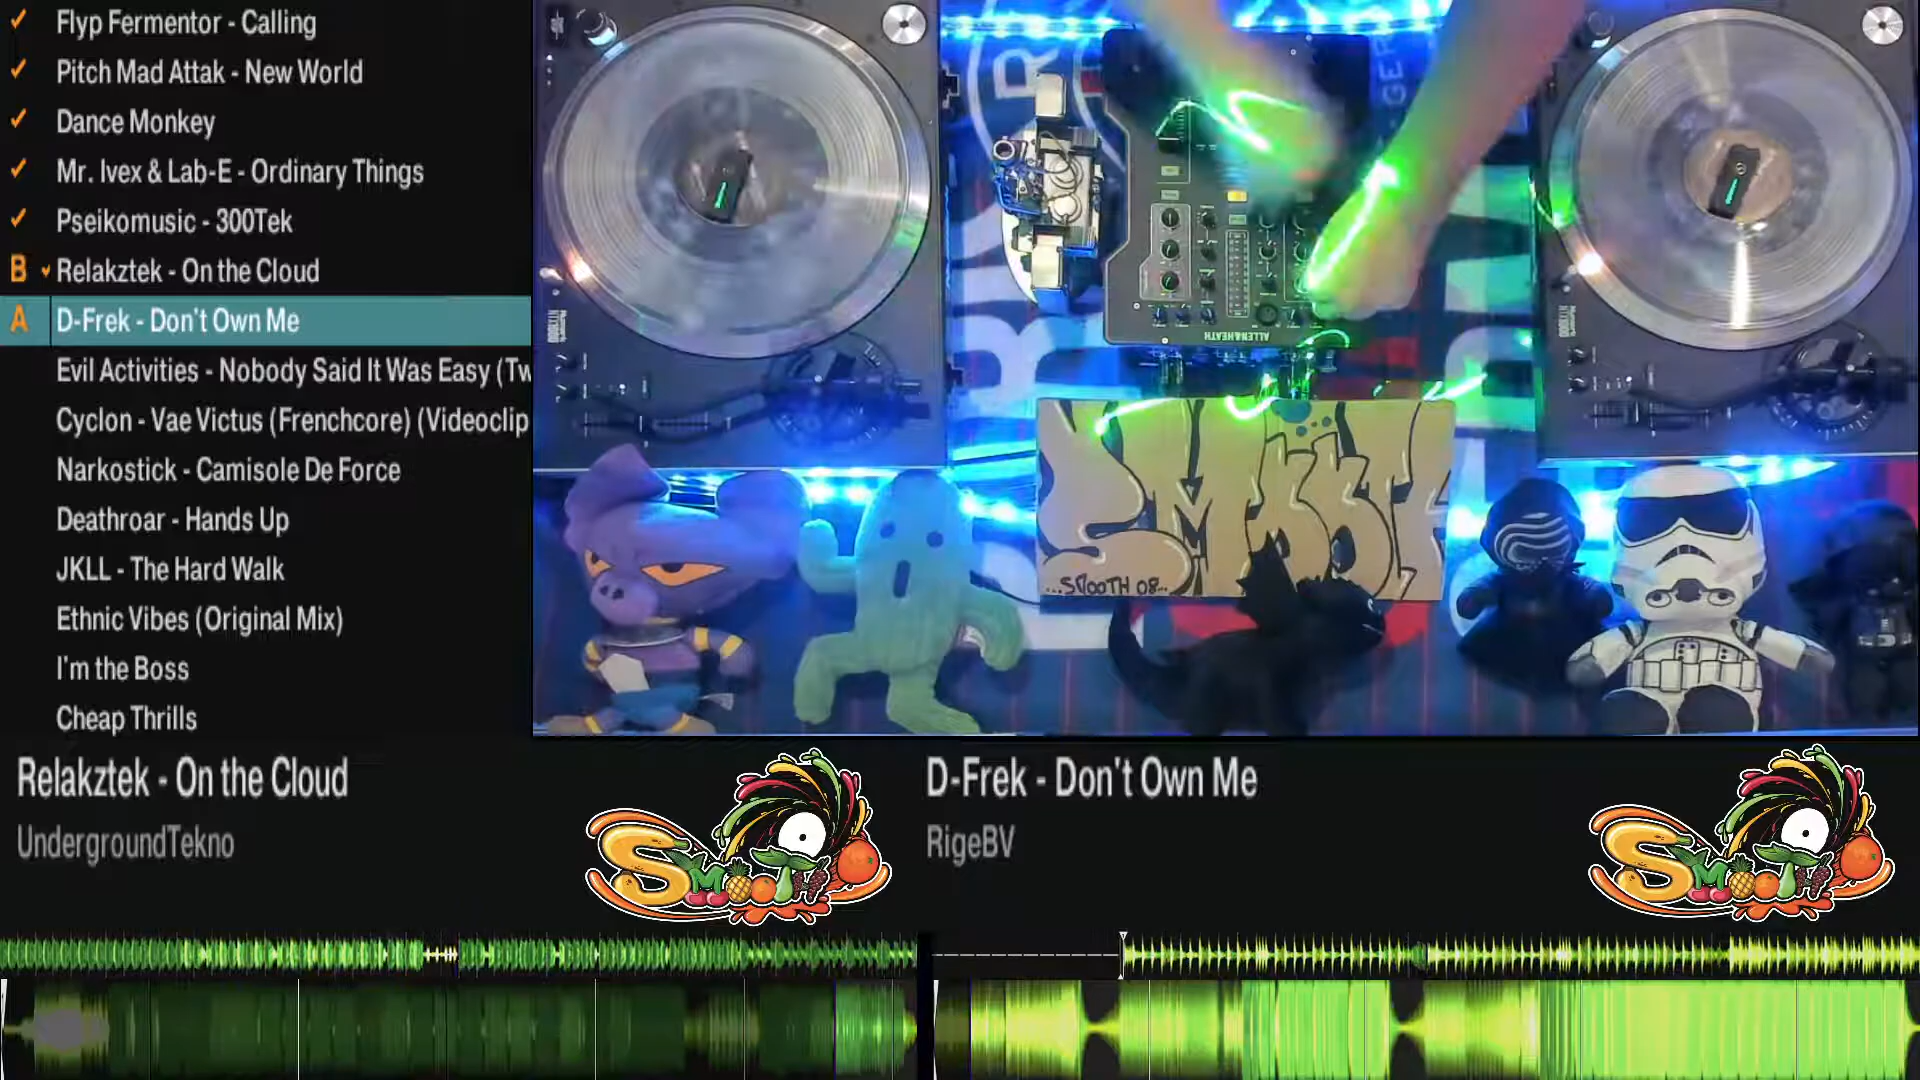 Flyp Fermentor - Calling
Pitch Mad Attak - New World
Dance Monkey
Mr. Ivex & Lab-E - Ordinary Things
Pseikomusic - 300Tek
B Relakztek - On the Cloud
A D-Frek - Don't Own Me
Evil Activities - Nobody Said It Was Easy (Tw
Cyclon - Vae Victus (Frenchcore) (Videoclip
Narkostick - Camisole De Force
Deathroar - Hands Up
JKLL - The Hard Walk
Ethnic Vibes (Original Mix)
I'm the Boss
Cheap Thrills
ALLEN&HEATH
...SMOOTH 08...
Relakztek - On the Cloud
UndergroundTekno
SMOOTH
D-Frek - Don't Own Me
RigeBV
SMOOTH